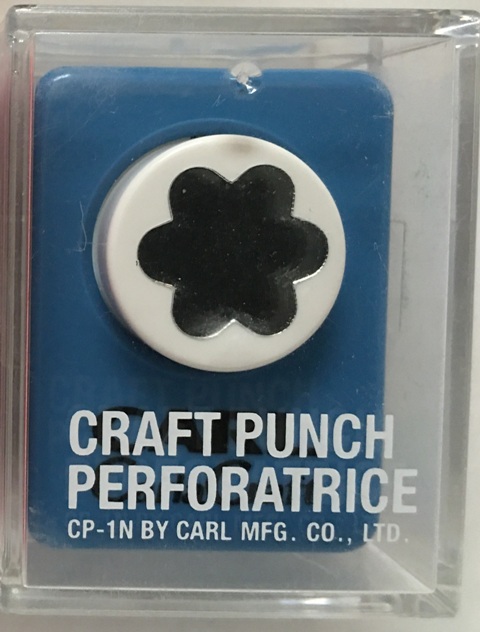 CRAFT PUNCH
PERFORATRICE
CP-1N BY CARL MFG. CO., LTD.